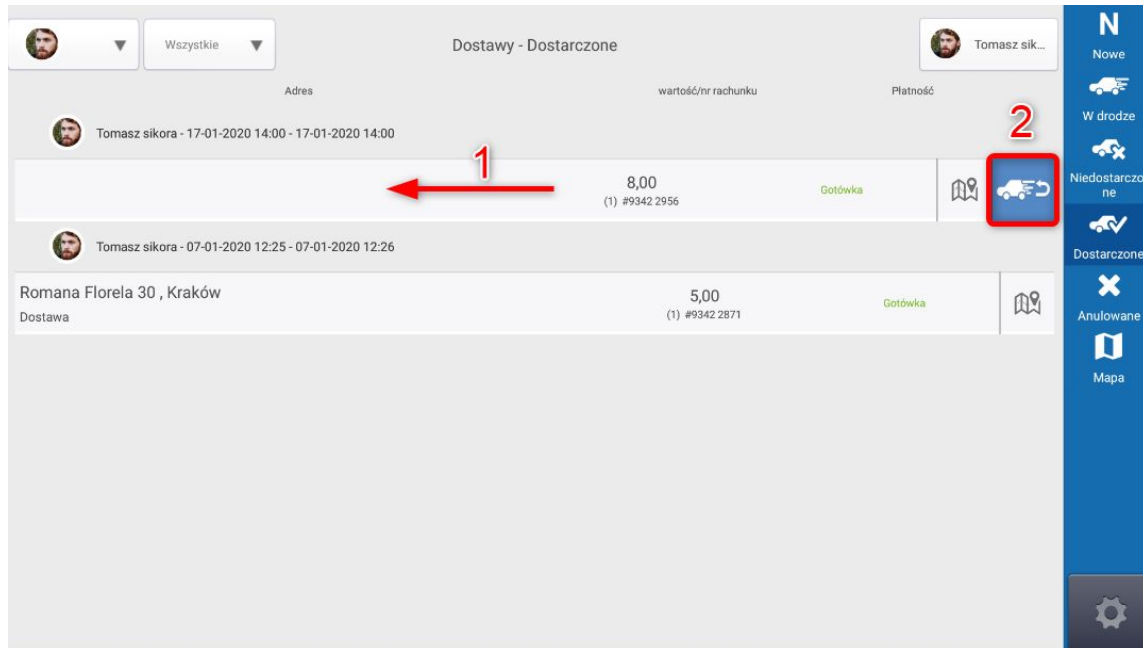 Wszystkie
Dostawy - Dostarczone
Tomasz sik...
Adres
wartość/nr rachunku
Płatność
Tomasz sikora - 17-01-2020 14:00 - 17-01-2020 14:00
1
2
8,00
(1) #9342 2956
Gotówka
Tomasz sikora - 07-01-2020 12:25 - 07-01-2020 12:26
Romana Florela 30 , Kraków
Dostawa
5,00
(1) #9342 2871
Gotówka
N
Nowe
W drodze
Niedostarczo
ne
Dostarczone
Anulowane
Mapa